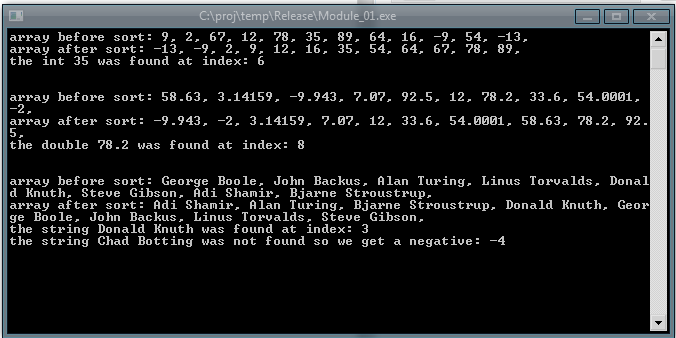 C:\proj\temp\Release\Module_01.exe
array before sort: 9, 2, 67, 12, 78, 35, 89, 64, 16, -9, 54, -13,
array after sort: -13, -9, 2, 9, 12, 16, 35, 54, 64, 67, 78, 89,
the int 35 was found at index: 6
array before sort: 58.63, 3.14159, -9.943, 7.07, 92.5, 12, 78.2, 33.6, 54.0001,
-2,
array after sort: -9.943, -2, 3.14159, 7.07, 12, 33.6, 54.0001, 58.63, 78.2, 92.
5,
the double 78.2 was found at index: 8
array before sort: George Boole, John Backus, Alan Turing, Linus Torvalds, Donal
d Knuth, Steve Gibson, Adi Shanir, Bjarne Stroustrup,
array after sort: Adi Shanir, Alan Turing, Bjarne Stroustrup, Donald Knuth, Geor
ge Boole, John Backus, Linus Torvalds, Steve Gibson,
the string Donald Knuth was found at index: 3
the string Chad Botting was not found so we get a negative: -4